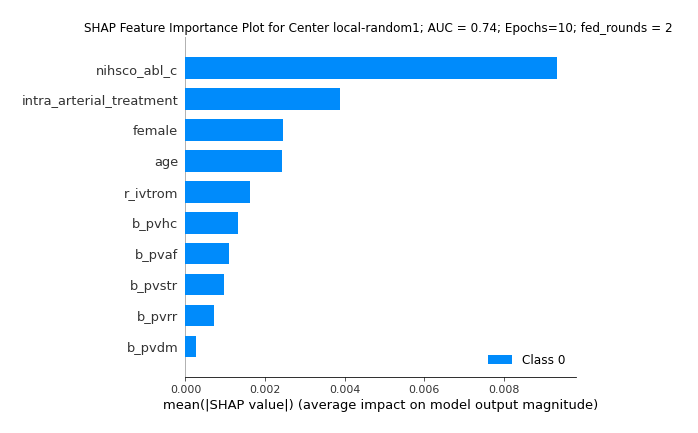 SHAP Feature Importance Plot for Center local-random1; AUC = 0.74; Epochs=10; fed_rounds = 2
nihsco_abl_c
intra_arterial_treatment
female
age
r_ivtrom
b_pvhc
b_pvaf
b_pvstr
b_pvrr
b_pvdm
Class 0
0.000 0.002 0.004 0.006 0.008
mean(|SHAP value|) (average impact on model output magnitude)